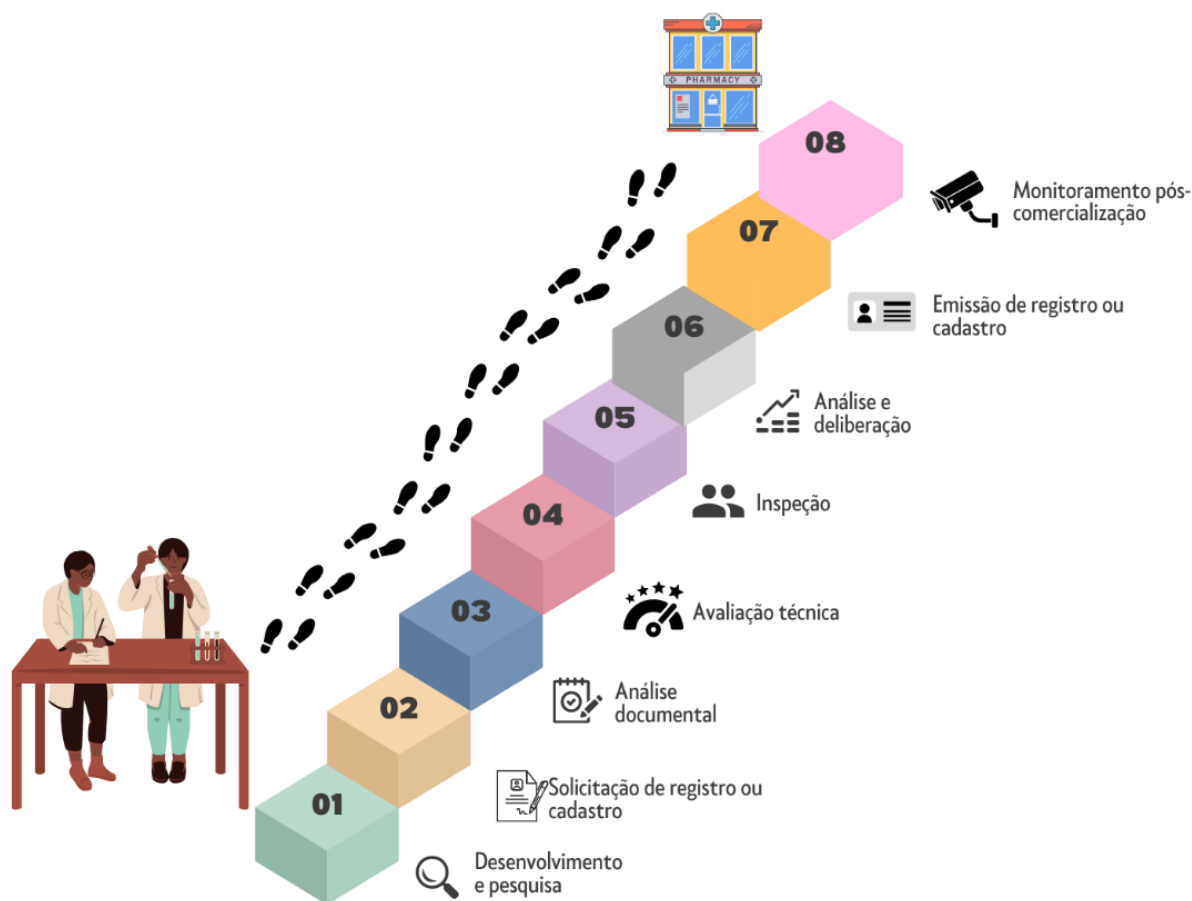 PHARMACY
08
Monitoramento pós-
comercialização
07
Emissão de registro ou
cadastro
06
Análise e
deliberação
05
Inspeção
04
Avaliação técnica
03
Análise
documental
02
Solicitação de registro ou
cadastro
01
Desenvolvimento
e pesquisa